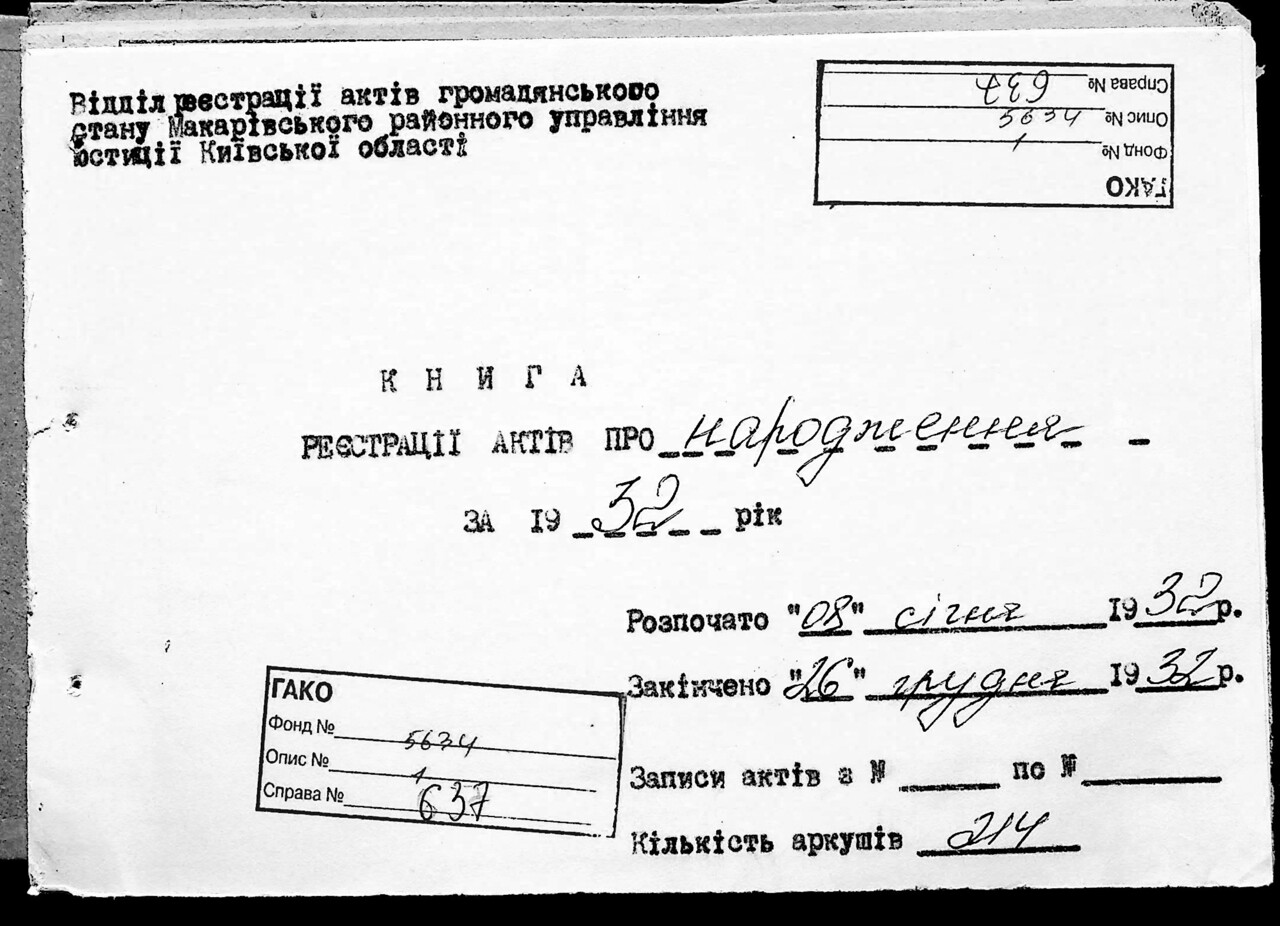 Відділ реєстрації актів громадянського
стану Макарівського районного управління
юстиції Київської області
ГАКО
Фонд № 1
Опис № 5634
Справа № 637
К Н И Г А
РЕЄСТРАЦІЇ АКТІВ ПРО народження
ЗА 1932 рік
Розпочато "08" січня 1932 р.
Закінчено "26" грудня 1932 р.
ГАКО
Фонд № 5634
Опис № 1
Справа № 637
Записи актів з № по №
Кількість аркушів 214